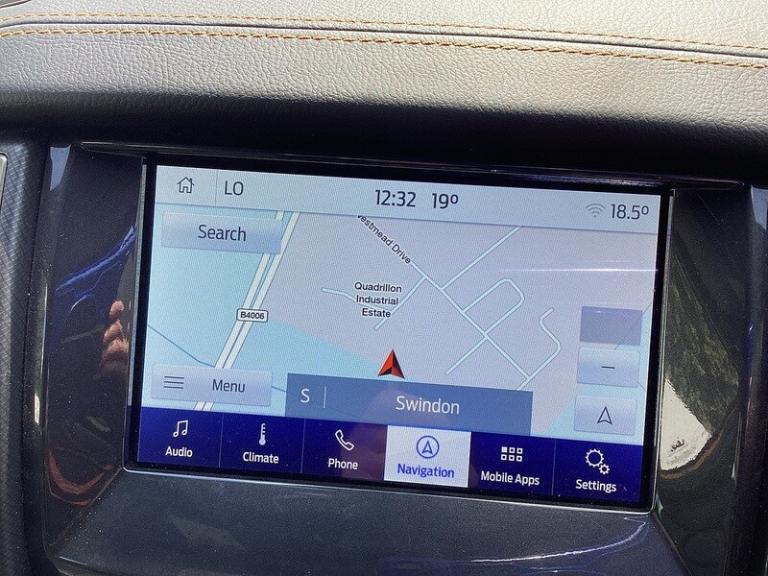 LO 12:32 19° 18.5°
Search
estmead Drive
Quadrillon
Industrial
Estate
B4006
Menu
S Swindon
Audio Climate Phone Navigation Mobile Apps Settings